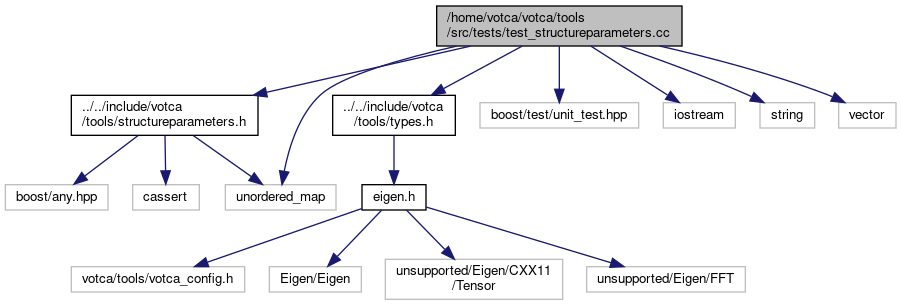 /home/votca/votca/tools
/src/tests/test_structureparameters.cc
../../include/votca
/tools/structureparameters.h
../../include/votca
/tools/types.h
boost/test/unit_test.hpp
iostream
string
vector
boost/any.hpp
cassert
unordered_map
eigen.h
votca/tools/votca_config.h
Eigen/Eigen
unsupported/Eigen/CXX11
/Tensor
unsupported/Eigen/FFT